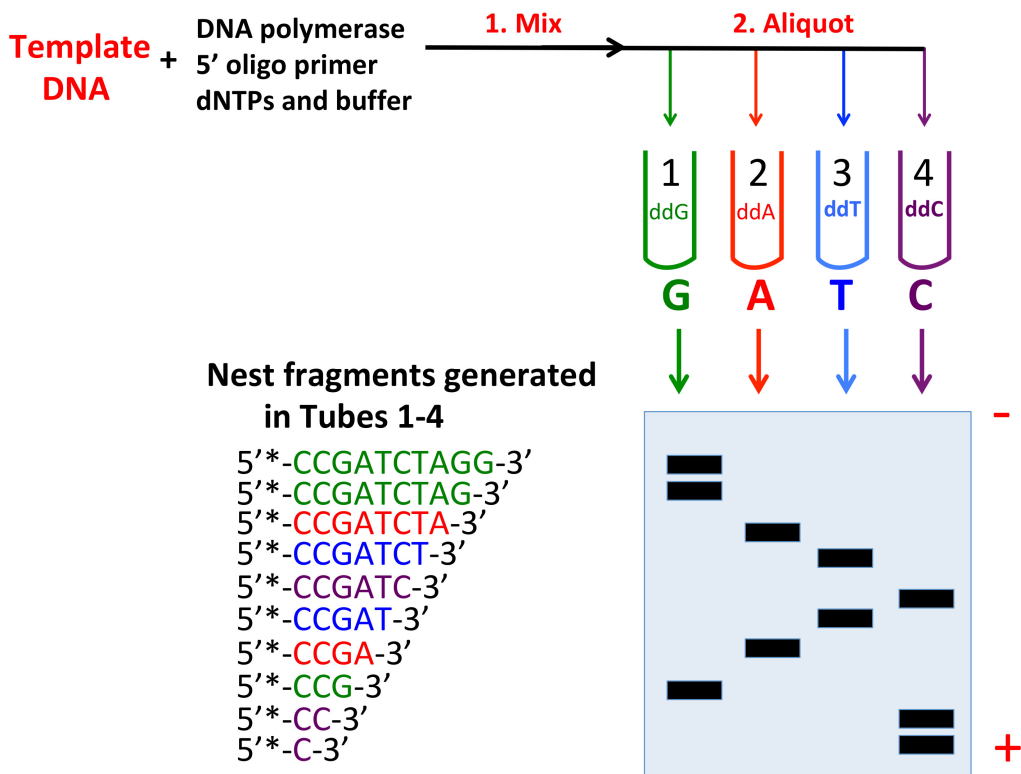 Template
DNA
+
DNA polymerase
5’ oligo primer
dNTPs and buffer
1. Mix
2. Aliquot
1
ddG
2
ddA
3
ddT
4
ddC
G A T C
Nest fragments generated
in Tubes 1-4
-
5’*-CCGATCTAGG-3’
5’*-CCGATCTAG-3’
5’*-CCGATCTA-3’
5’*-CCGATCT-3’
5’*-CCGATC-3’
5’*-CCGAT-3’
5’*-CCGA-3’
5’*-CCG-3’
5’*-CC-3’
5’*-C-3’
+